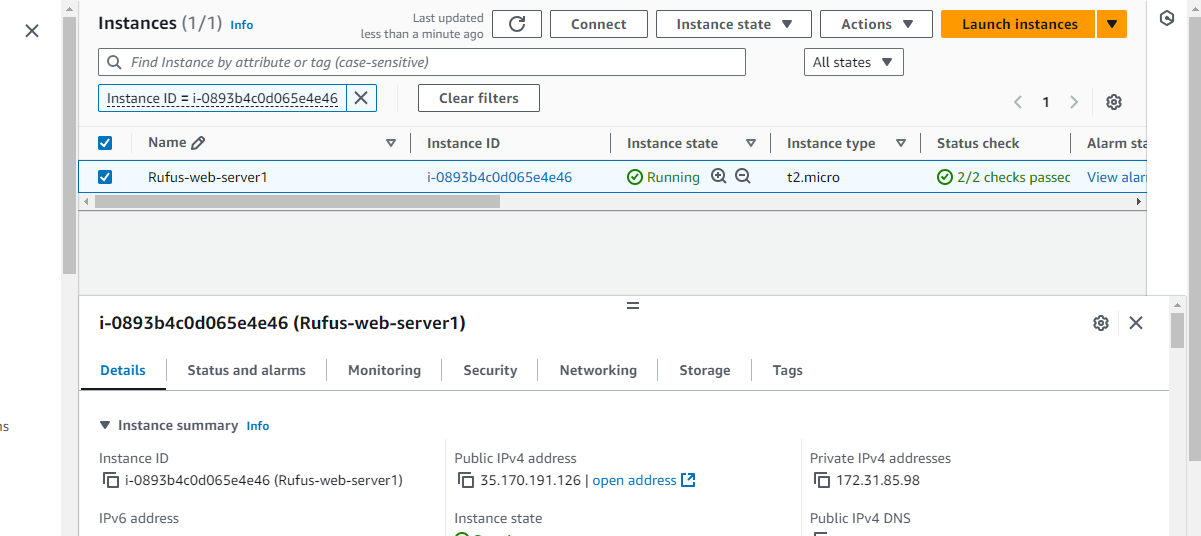 Instances (1/1) Info
Last updated
less than a minute ago
Connect
Instance state
Actions
Launch instances
Find Instance by attribute or tag (case-sensitive)
All states
Instance ID = i-0893b4c0d065e4e46
Clear filters
1
Name Instance ID Instance state Instance type Status check Alarm sta
Rufus-web-server1 i-0893b4c0d065e4e46 Running t2.micro 2/2 checks passed View alar
i-0893b4c0d065e4e46 (Rufus-web-server1)
Details Status and alarms Monitoring Security Networking Storage Tags
Instance summary Info
Instance ID Public IPv4 address Private IPv4 addresses
i-0893b4c0d065e4e46 (Rufus-web-server1) 35.170.191.126 | open address 172.31.85.98
IPv6 address Instance state Public IPv4 DNS